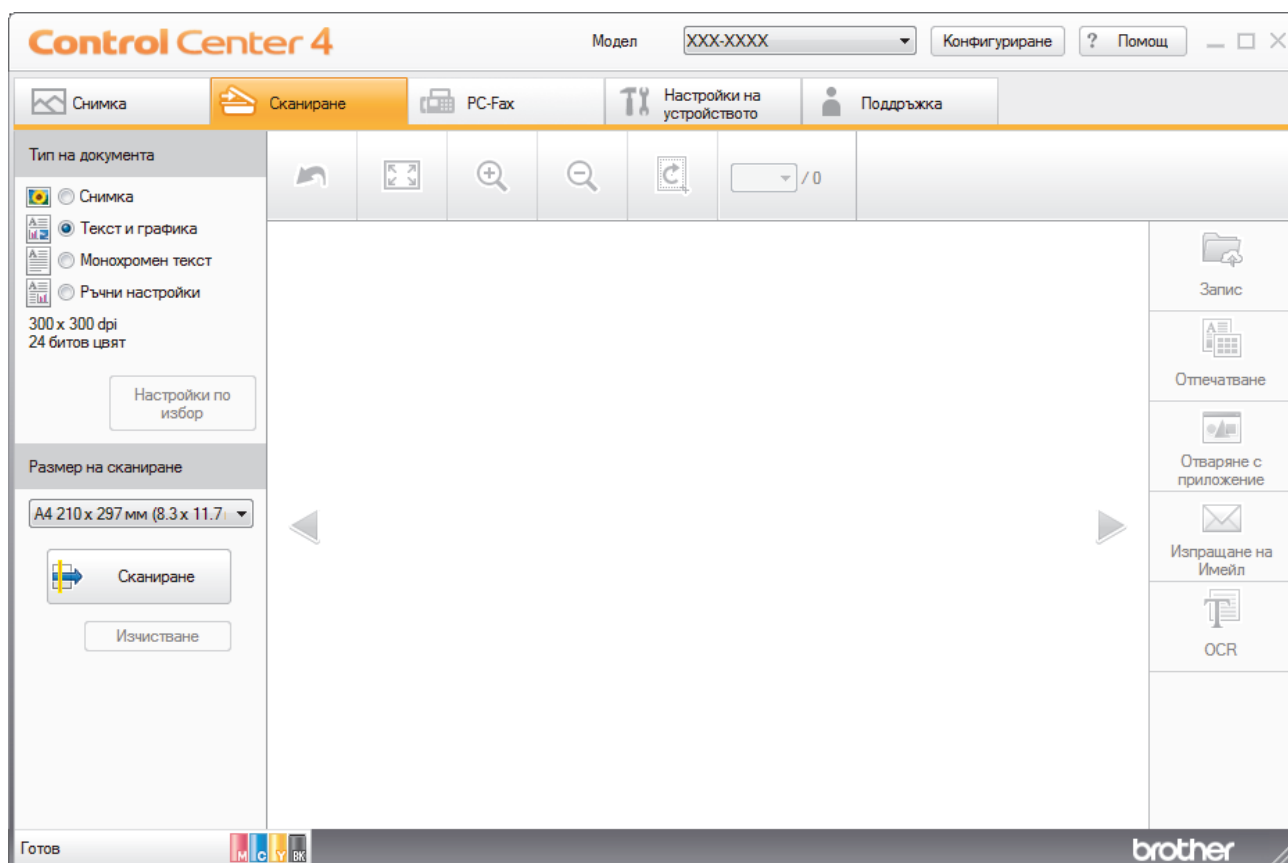 Control Center 4
Модел
XXX-XXXX
Конфигуриране
? Помощ
Снимка
Сканиране
PC-Fax
Настройки на
устройството
Поддръжка
Тип на документа
Снимка
Текст и графика
Монохромен текст
Ръчни настройки
300 x 300 dpi
24 битов цвят
Настройки по
избор
/ 0
Размер на сканиране
A4 210 x 297 мм (8.3 x 11.7
Сканиране
Изчистване
Запис
Отпечатване
Отваряне с
приложение
Изпращане на
Имейл
OCR
Готов
M C Y BK
brother